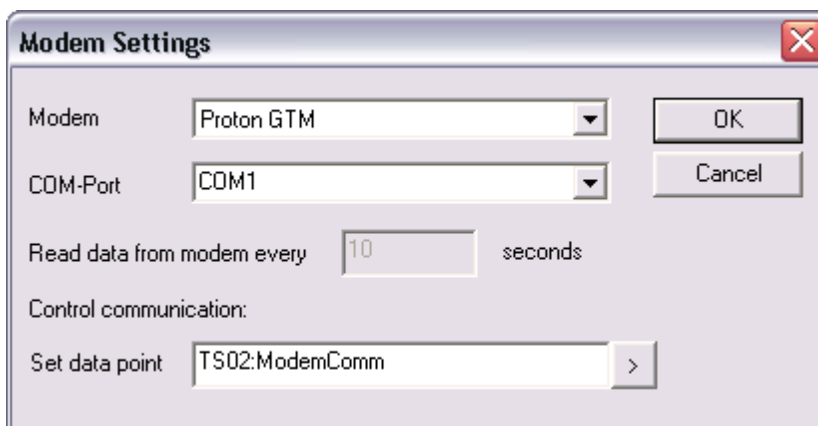 Modem Settings
Modem Proton GTM OK
COM-Port COM1 Cancel
Read data from modem every 10 seconds
Control communication:
Set data point TS02:ModemComm >